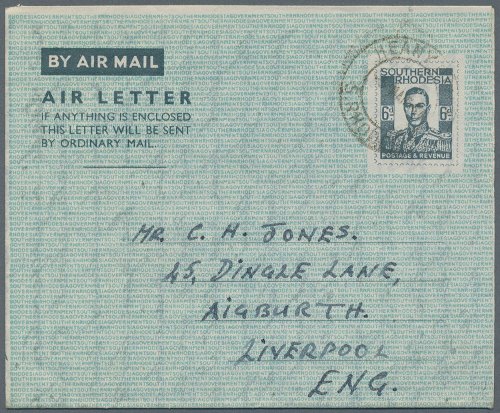 BY AIR MAIL
AIR LETTER
IF ANYTHING IS ENCLOSED
THIS LETTER WILL BE SENT
BY ORDINARY MAIL.
HEANY
SOUTHERN
RHODESIA
6D 6D
POSTAGE & REVENUE
MR. C. H. JONES.
45, DINGLE LANE,
AIGBURTH.
LIVERPOOL
ENG.